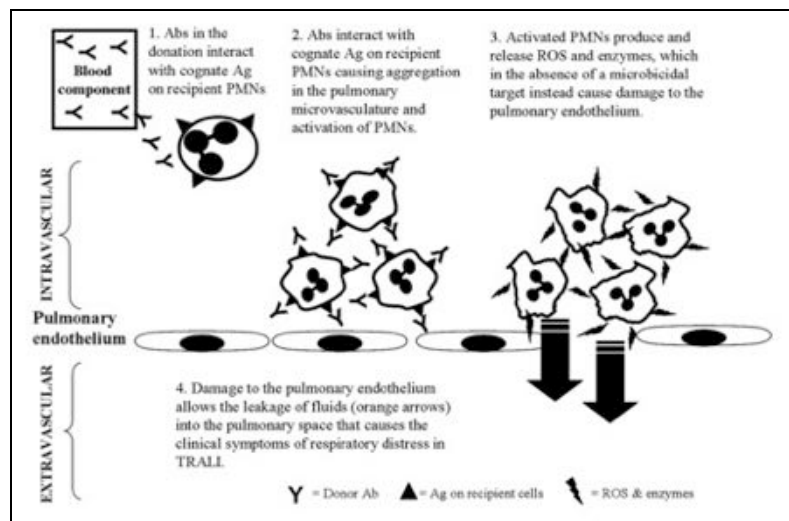 Blood
component
1. Abs in the
donation interact
with cognate Ag
on recipient PMNs
2. Abs interact with
cognate Ag on recipient
PMNs causing aggregation
in the pulmonary
microvasculature and
activation of PMNs.
3. Activated PMNs produce and
release ROS and enzymes, which
in the absence of a microbicidal
target instead cause damage to the
pulmonary endothelium.
INTRAVASCULAR
Pulmonary
endothelium
EXTRAVASCULAR
4. Damage to the pulmonary endothelium
allows the leakage of fluids (orange arrows)
into the pulmonary space that causes the
clinical symptoms of respiratory distress in
TRALI.
= Donor Ab
= Ag on recipient cells
= ROS & enzymes